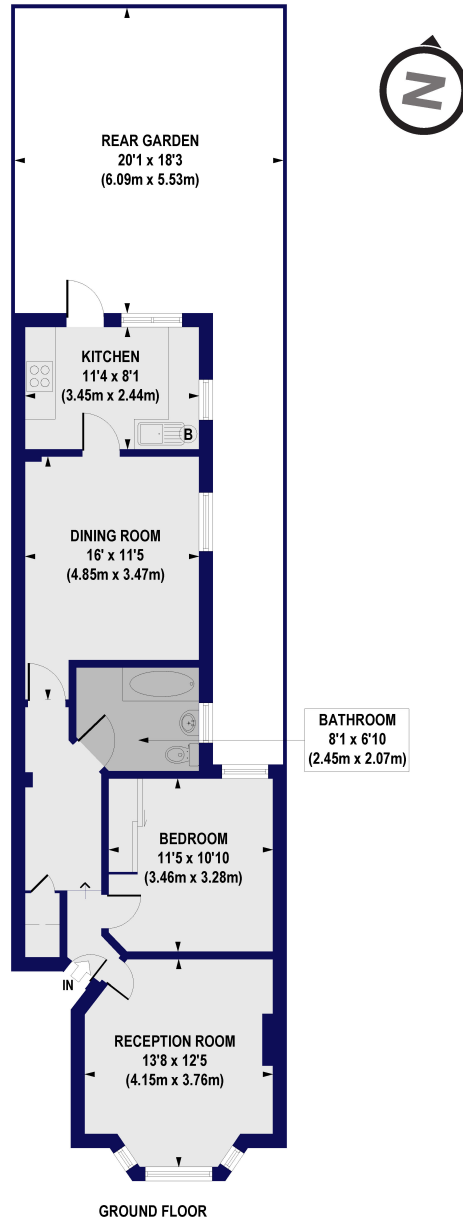 N
REAR GARDEN
20'1 x 18'3
(6.09m x 5.53m)
KITCHEN
11'4 x 8'1
(3.45m x 2.44m)
B
DINING ROOM
16' x 11'5
(4.85m x 3.47m)
BATHROOM
8'1 x 6'10
(2.45m x 2.07m)
BEDROOM
11'5 x 10'10
(3.46m x 3.28m)
IN
RECEPTION ROOM
13'8 x 12'5
(4.15m x 3.76m)
GROUND FLOOR